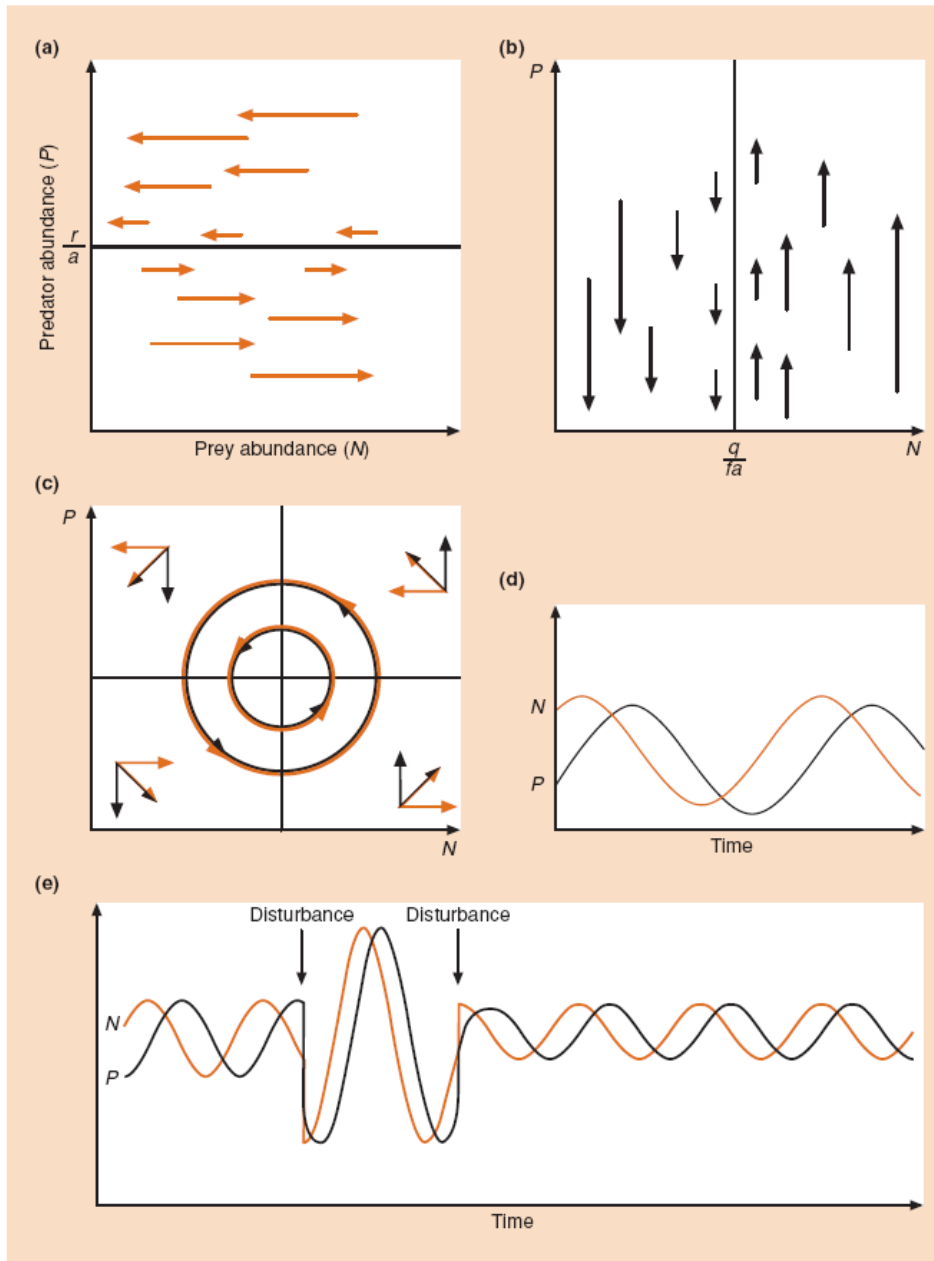 (a)
Predator abundance (P)
r
a
Prey abundance (N)
(b)
P
q
fa
N
(c)
P
N
(d)
N
P
Time
(e)
Disturbance Disturbance
N
P
Time